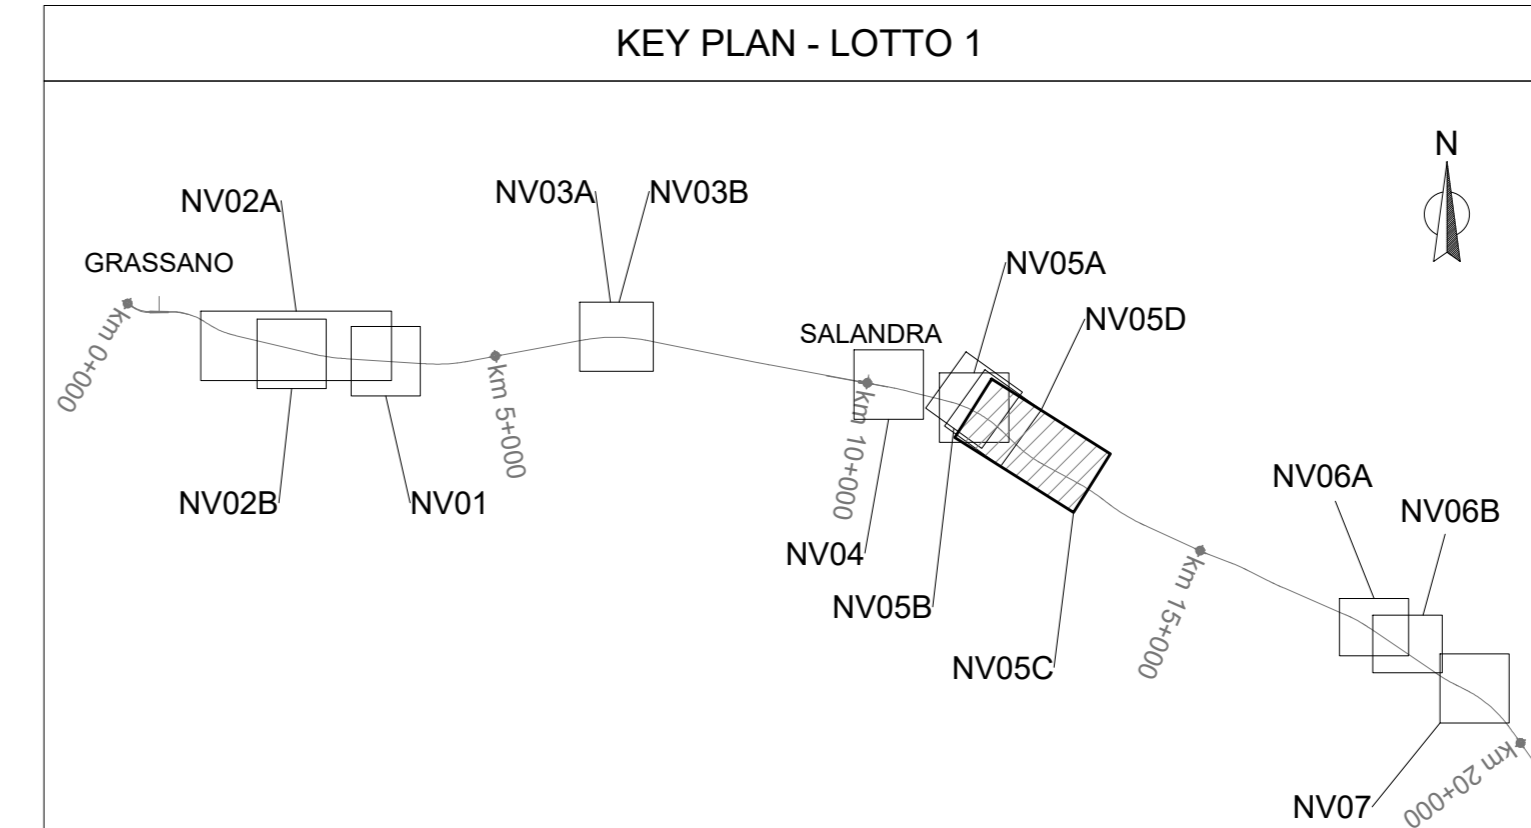 KEY PLAN - LOTTO 1
N
NV02A
NV03A
NV03B
GRASSANO
NV05A
NV05D
SALANDRA
km 0+000
km 5+000
km 10+000
NV02B
NV01
NV04
NV05B
NV05C
km 15+000
NV06A
NV06B
NV07
km 20+000